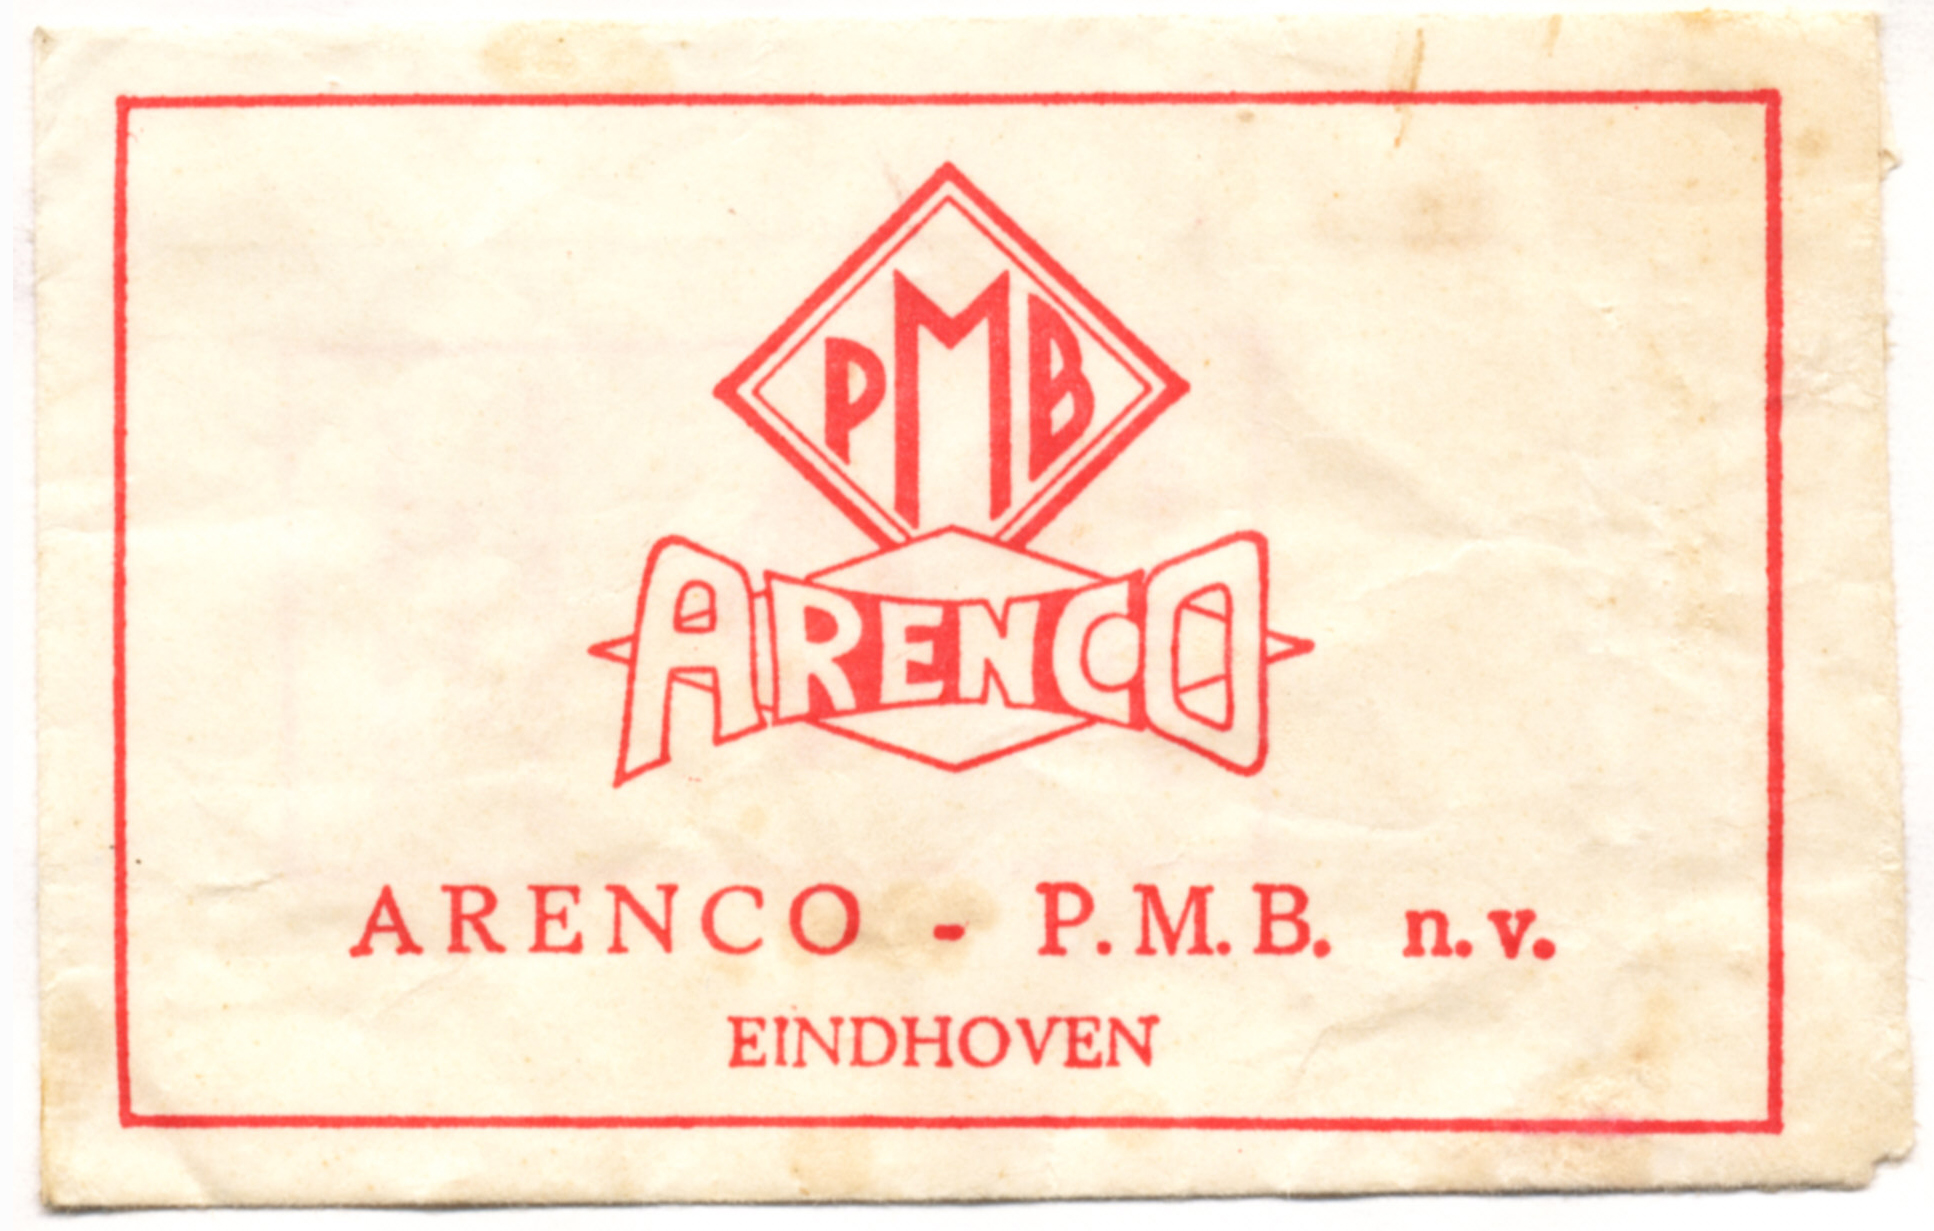 PMB
ARENCO
ARENCO - P.M.B. n.v.
EINDHOVEN